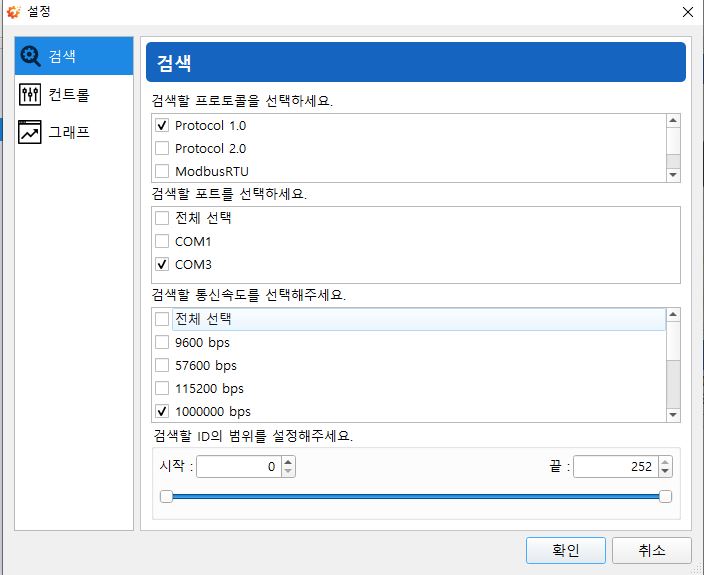 설정
검색
컨트롤
그래프
검색
검색할 프로토콜을 선택하세요.
Protocol 1.0
Protocol 2.0
ModbusRTU
검색할 포트를 선택하세요.
전체 선택
COM1
COM3
검색할 통신속도를 선택해주세요.
전체 선택
9600 bps
57600 bps
115200 bps
1000000 bps
검색할 ID의 범위를 설정해주세요.
시작 : 0 끝 : 252
확인 취소